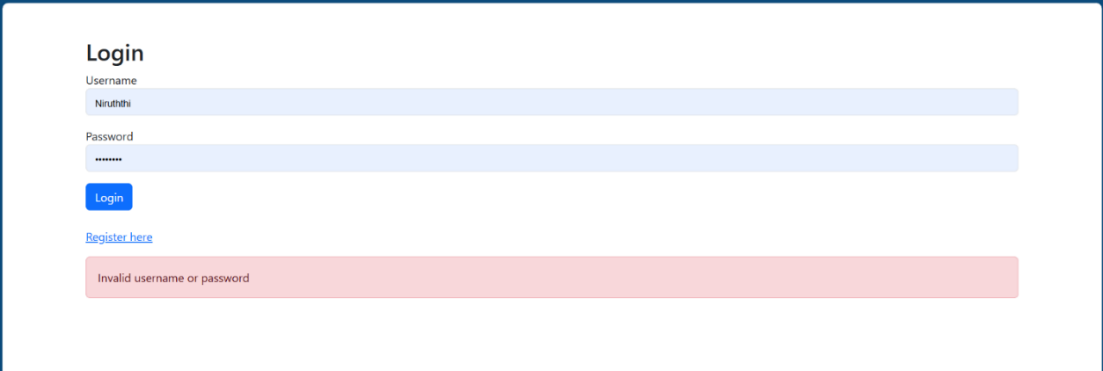 Login
Username
Niruththi
Password
••••••••
Login
Register here
Invalid username or password